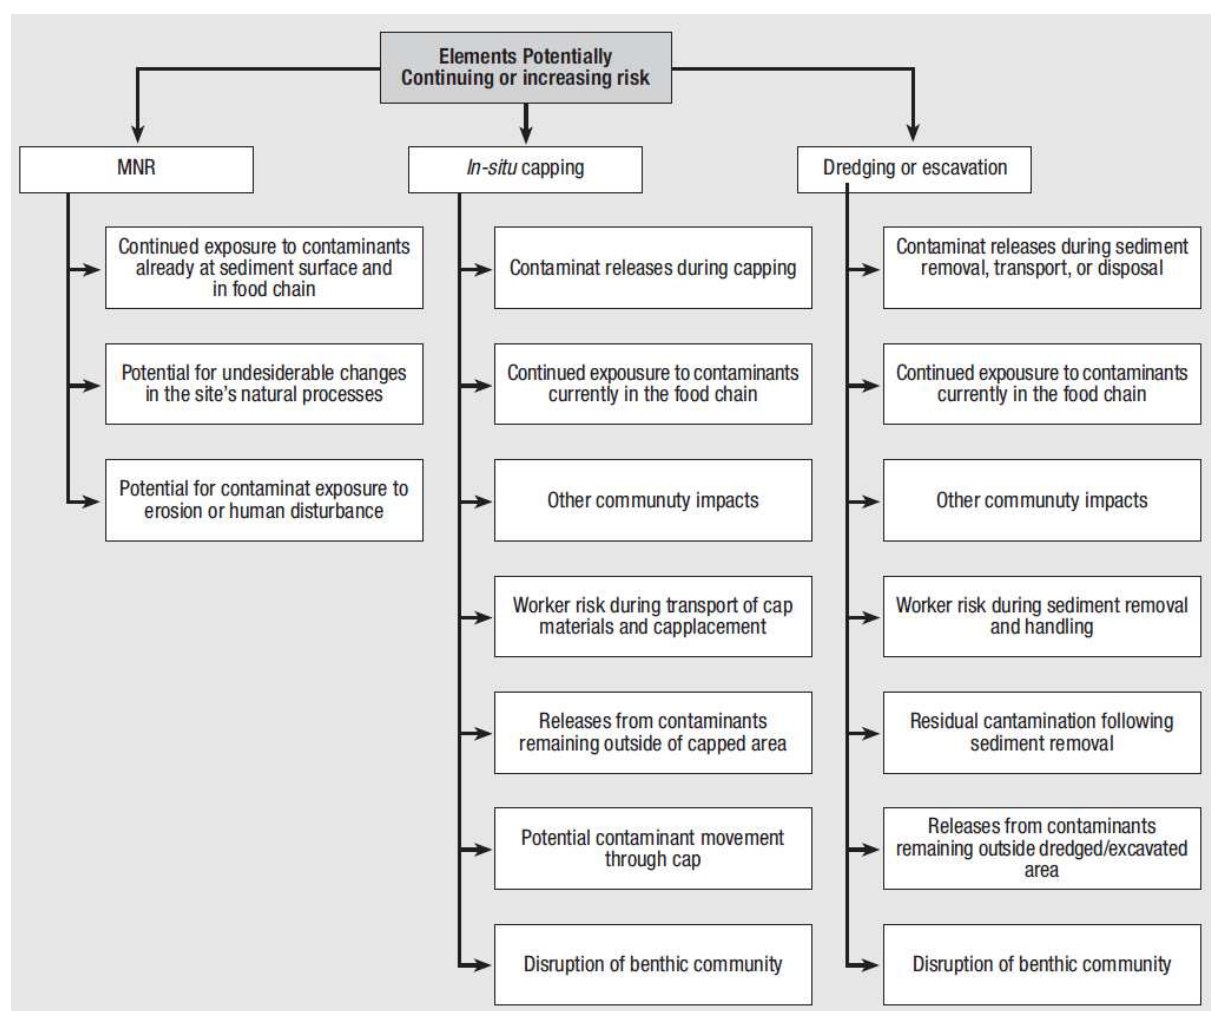 Elements Potentially
Continuing or increasing risk
MNR
Continued exposure to contaminants
already at sediment surface and
in food chain
Potential for undesiderable changes
in the site's natural processes
Potential for contaminat exposure to
erosion or human disturbance
In-situ capping
Contaminat releases during capping
Continued expousure to contaminants
currently in the food chain
Other communuty impacts
Worker risk during transport of cap
materials and capplacement
Releases from contaminants
remaining outside of capped area
Potential contaminant movement
through cap
Disruption of benthic community
Dredging or escavation
Contaminat releases during sediment
removal, transport, or disposal
Continued expousure to contaminants
currently in the food chain
Other communuty impacts
Worker risk during sediment removal
and handling
Residual cantamination following
sediment removal
Releases from contaminants
remaining outside dredged/excavated
area
Disruption of benthic community